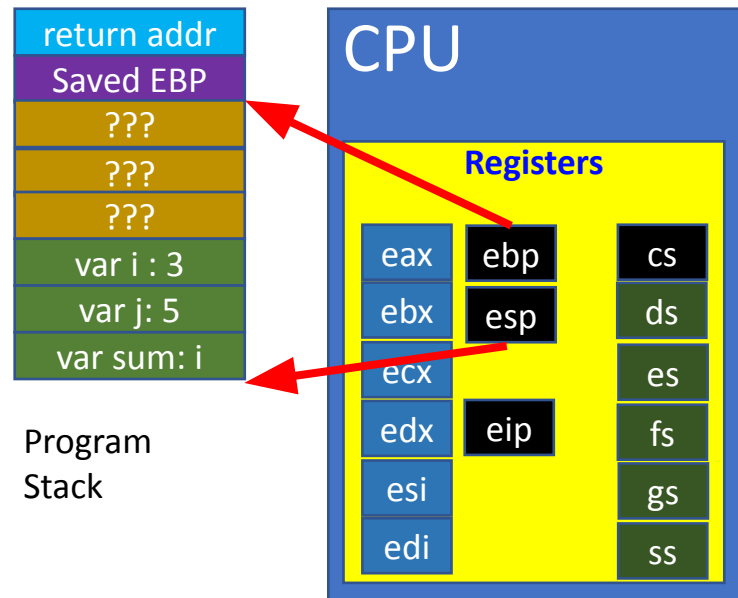 return addr
Saved EBP
???
???
???
var i : 3
var j: 5
var sum: i
Program
Stack
CPU
Registers
eax
ebx
ecx
edx
esi
edi
ebp
esp
eip
cs
ds
es
fs
gs
ss